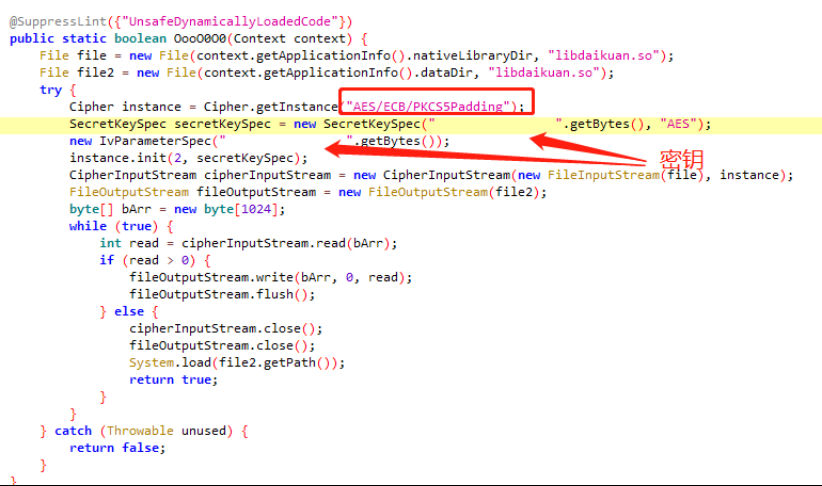 @SuppressLint({"UnsafeDynamicallyLoadedCode"})
public static boolean OooO0O0(Context context) {
File file = new File(context.getApplicationInfo().nativeLibraryDir, "libdaikuan.so");
File file2 = new File(context.getApplicationInfo().dataDir, "libdaikuan.so");
try {
Cipher instance = Cipher.getInstance("AES/ECB/PKCS5Padding");
SecretKeySpec secretKeySpec = new SecretKeySpec("                ".getBytes(), "AES");
new IvParameterSpec("                ".getBytes());
密钥
instance.init(2, secretKeySpec);
CipherInputStream cipherInputStream = new CipherInputStream(new FileInputStream(file), instance);
FileOutputStream fileOutputStream = new FileOutputStream(file2);
byte[] bArr = new byte[1024];
while (true) {
int read = cipherInputStream.read(bArr);
if (read > 0) {
fileOutputStream.write(bArr, 0, read);
fileOutputStream.flush();
} else {
cipherInputStream.close();
fileOutputStream.close();
System.load(file2.getPath());
return true;
}
}
} catch (Throwable unused) {
return false;
}
}